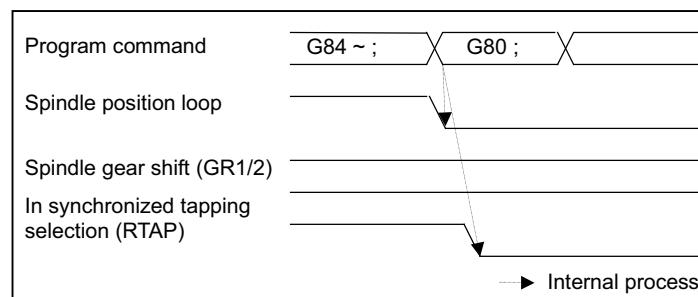 Program command
G84 ~ ;
G80 ;
Spindle position loop
Spindle gear shift (GR1/2)
In synchronized tapping
selection (RTAP)
Internal process